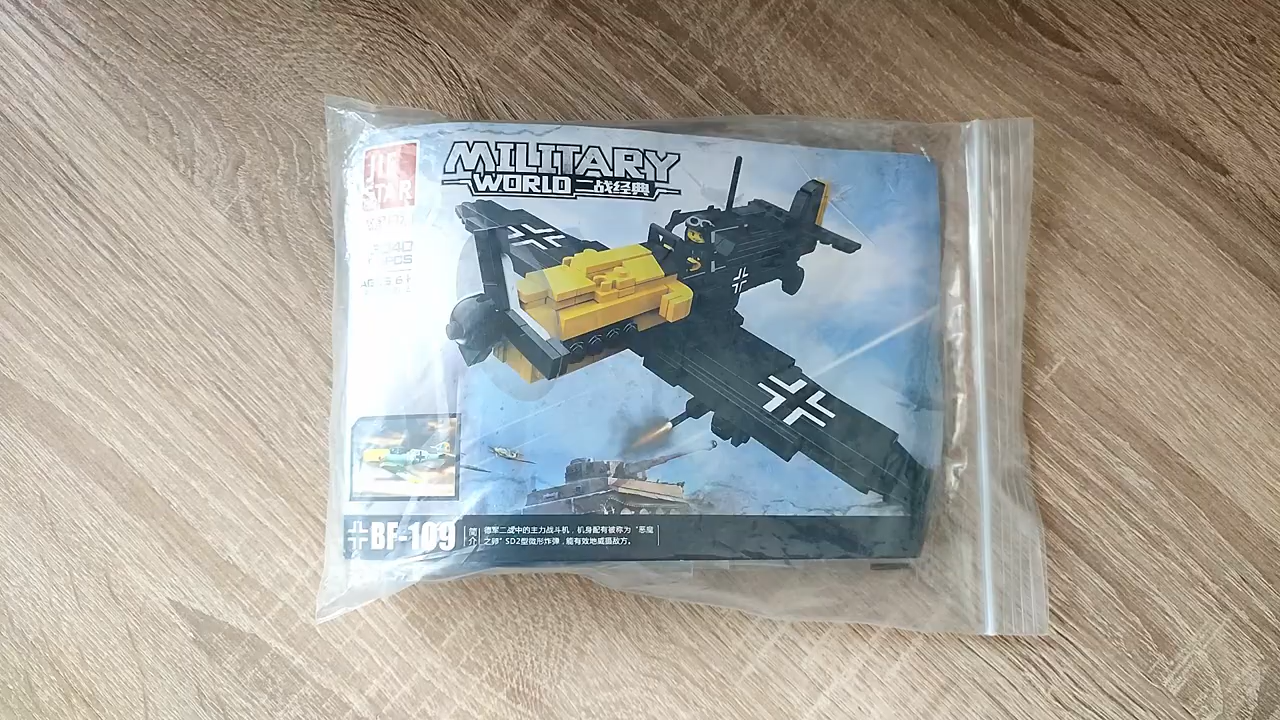 JIE
STAR
MILITARY
WORLD 二战经典
BF-109
简介
德军二战中的主力战斗机，机身配有被称为“恶魔
之卵”SD2型微形炸弹，能有效地威慑敌方。